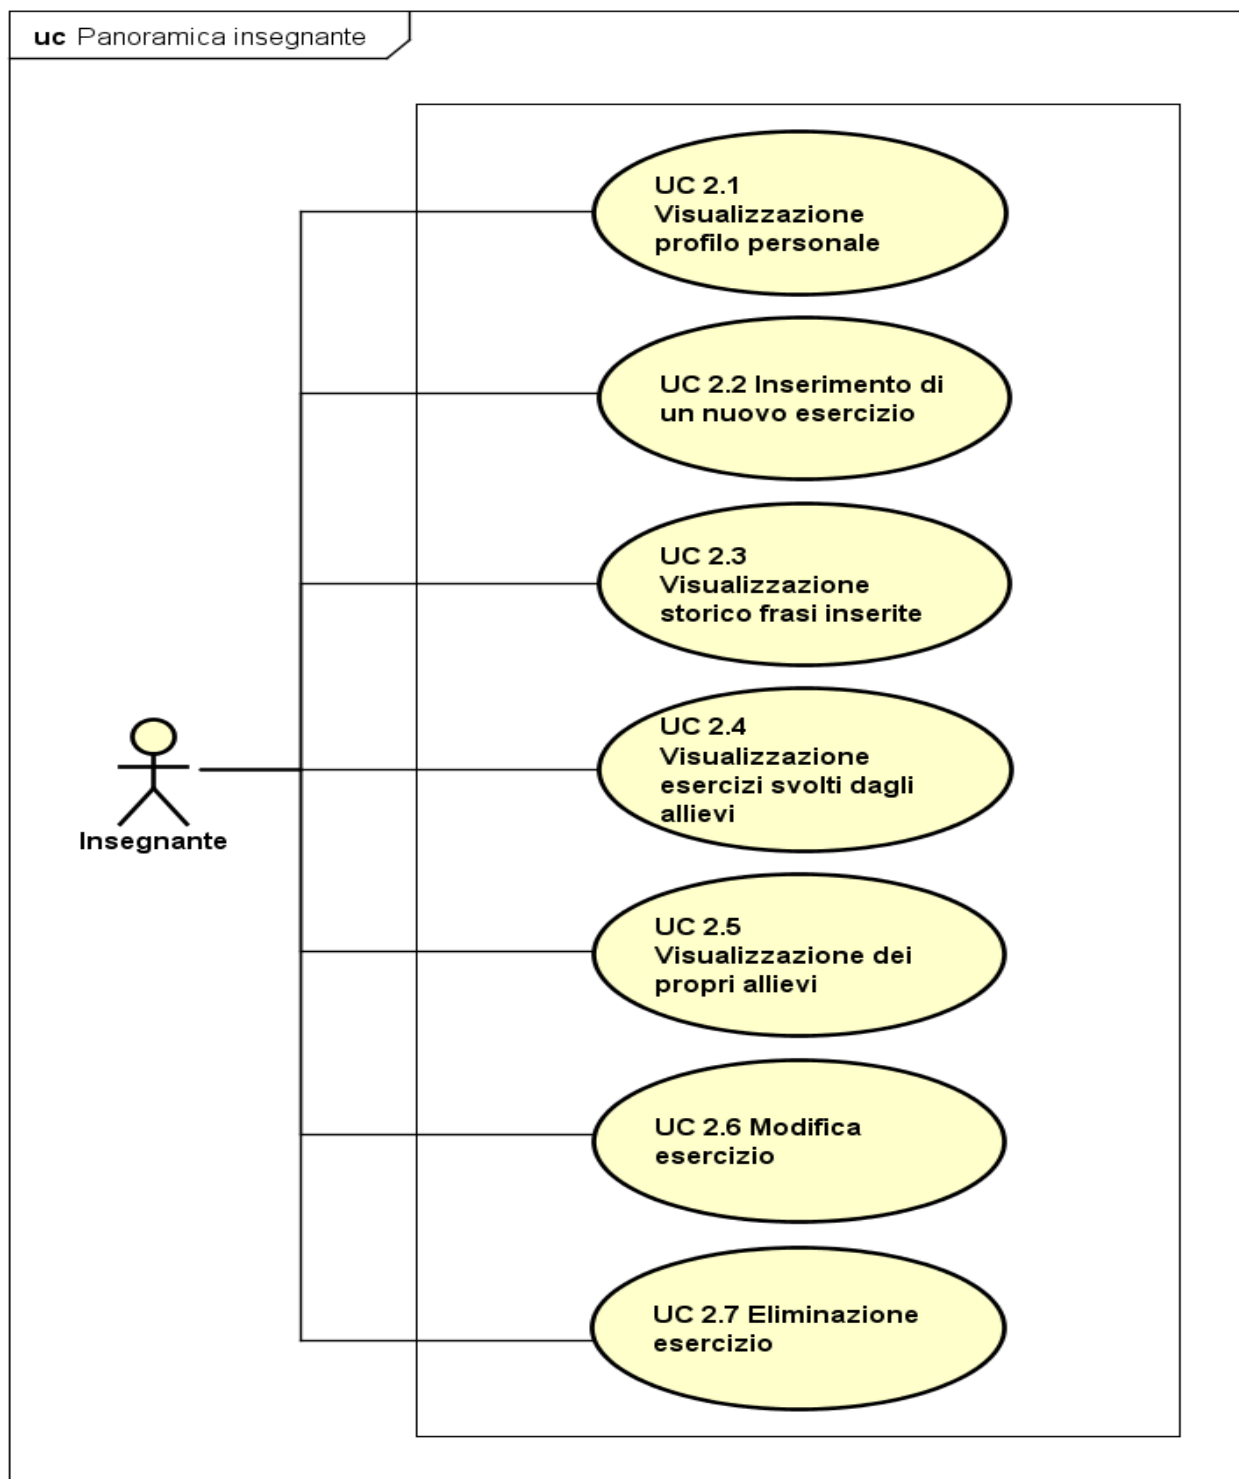 uc Panoramica insegnante
UC 2.1
Visualizzazione
profilo personale
UC 2.2 Inserimento di
un nuovo esercizio
UC 2.3
Visualizzazione
storico frasi inserite
UC 2.4
Visualizzazione
esercizi svolti dagli
allievi
Insegnante
UC 2.5
Visualizzazione dei
propri allievi
UC 2.6 Modifica
esercizio
UC 2.7 Eliminazione
esercizio